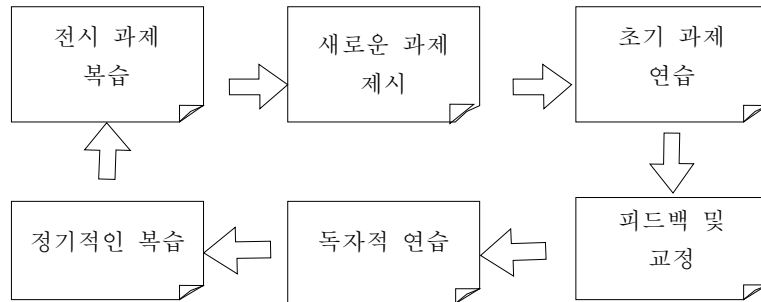 전시 과제
복습
새로운 과제
제시
초기 과제
연습
피드백 및
교정
독자적 연습
정기적인 복습